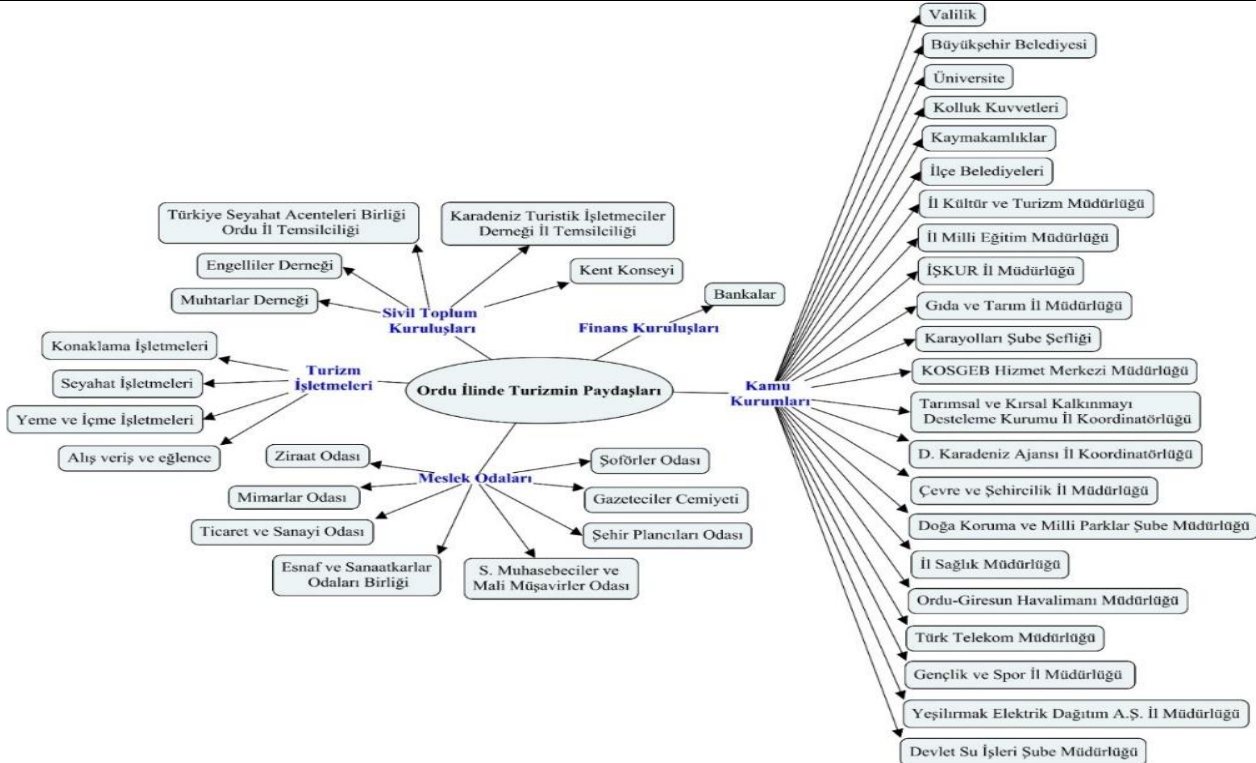 Valilik
Büyükşehir Belediyesi
Üniversite
Kolluk Kuvvetleri
Kaymakamlıklar
İlçe Belediyeleri
İl Kültür ve Turizm Müdürlüğü
İl Milli Eğitim Müdürlüğü
İŞKUR İl Müdürlüğü
Gıda ve Tarım İl Müdürlüğü
Karayolları Şube Şefliği
KOSGEB Hizmet Merkezi Müdürlüğü
Tarımsal ve Kırsal Kalkınmayı
Desteleme Kurumu İl Koordinatörlüğü
D. Karadeniz Ajansı İl Koordinatörlüğü
Çevre ve Şehircilik İl Müdürlüğü
Doğa Koruma ve Milli Parklar Şube Müdürlüğü
İl Sağlık Müdürlüğü
Ordu-Giresun Havalimanı Müdürlüğü
Türk Telekom Müdürlüğü
Gençlik ve Spor İl Müdürlüğü
Yeşilırmak Elektrik Dağıtım A.Ş. İl Müdürlüğü
Devlet Su İşleri Şube Müdürlüğü
Kamu
Kurumları
Türkiye Seyahat Acenteleri Birliği
Ordu İl Temsilciliği
Karadeniz Turistik İşletmeciler
Derneği İl Temsilciliği
Engelliler Derneği
Kent Konseyi
Muhtarlar Derneği
Sivil Toplum
Kuruluşları
Bankalar
Finans Kuruluşları
Konaklama İşletmeleri
Seyahat İşletmeleri
Yeme ve İçme İşletmeleri
Alış veriş ve eğlence
Turizm
İşletmeleri
Ordu İlinde Turizmin Paydaşları
Meslek Odaları
Ziraat Odası
Mimarlar Odası
Ticaret ve Sanayi Odası
Esnaf ve Sanaatkarlar
Odaları Birliği
S. Muhasebeciler ve
Mali Müşavirler Odası
Şoförler Odası
Gazeteciler Cemiyeti
Şehir Plancıları Odası